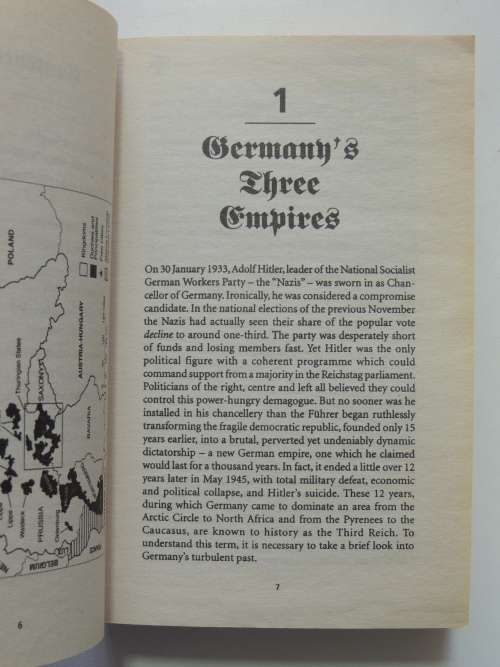 POLAND
Kingdoms
Duchies and
Principalities
Free cities
AUSTRIA-HUNGARY
Thuringian States
SAXONY
BAVARIA
Lippe
Waldeck
PRUSSIA
Oldenburg
BELGIUM
6
1
Germany's
Three
Empires
On 30 January 1933, Adolf Hitler, leader of the National Socialist
German Workers Party – the "Nazis" – was sworn in as Chan-
cellor of Germany. Ironically, he was considered a compromise
candidate. In the national elections of the previous November
the Nazis had actually seen their share of the popular vote
decline to around one-third. The party was desperately short
of funds and losing members fast. Yet Hitler was the only
political figure with a coherent programme which could
command support from a majority in the Reichstag parliament.
Politicians of the right, centre and left all believed they could
control this power-hungry demagogue. But no sooner was he
installed in his chancellery than the Führer began ruthlessly
transforming the fragile democratic republic, founded only 15
years earlier, into a brutal, perverted yet undeniably dynamic
dictatorship – a new German empire, one which he claimed
would last for a thousand years. In fact, it ended a little over 12
years later in May 1945, with total military defeat, economic
and political collapse, and Hitler's suicide. These 12 years,
during which Germany came to dominate an area from the
Arctic Circle to North Africa and from the Pyrenees to the
Caucasus, are known to history as the Third Reich. To
understand this term, it is necessary to take a brief look into
Germany's turbulent past.
7